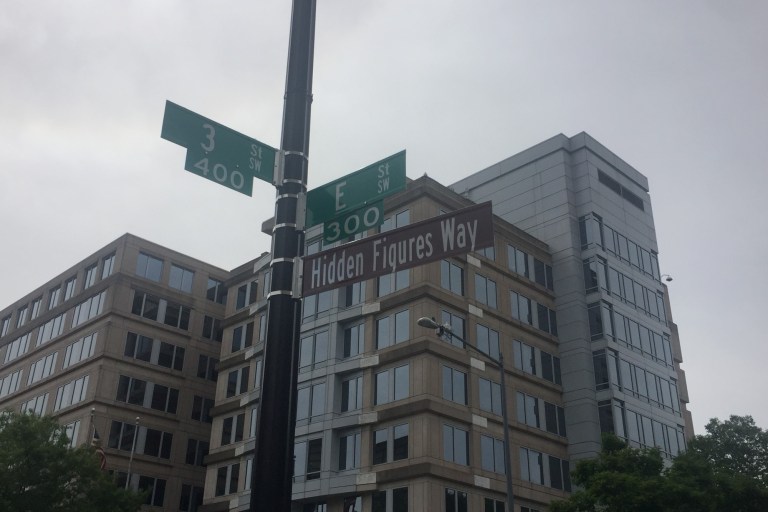 3 St SW
400
E St SW
300
Hidden Figures Way